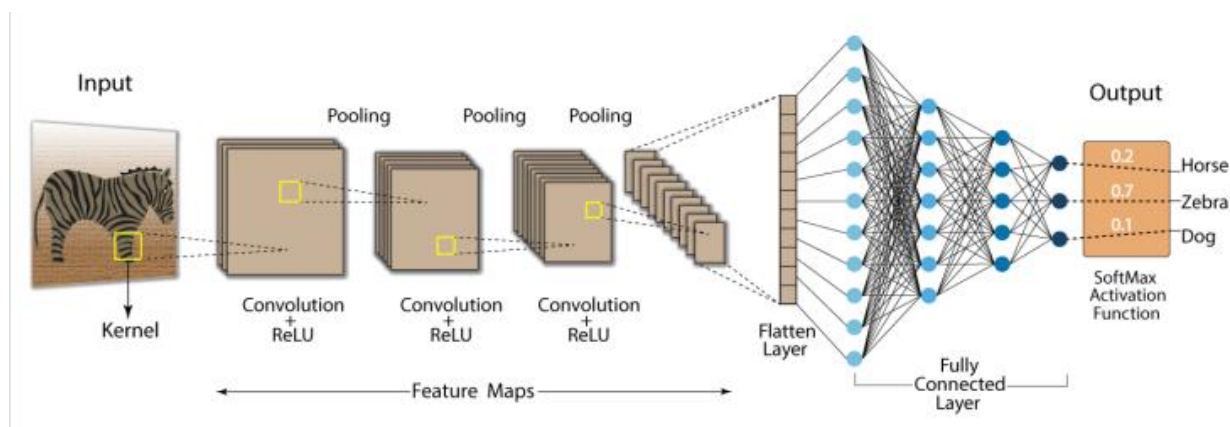 Input
Kernel
Pooling
Pooling
Pooling
Convolution
+
ReLU
Convolution
+
ReLU
Convolution
+
ReLU
Feature Maps
Flatten
Layer
Fully
Connected
Layer
Output
0.2
Horse
0.7
Zebra
0.1
Dog
SoftMax
Activation
Function